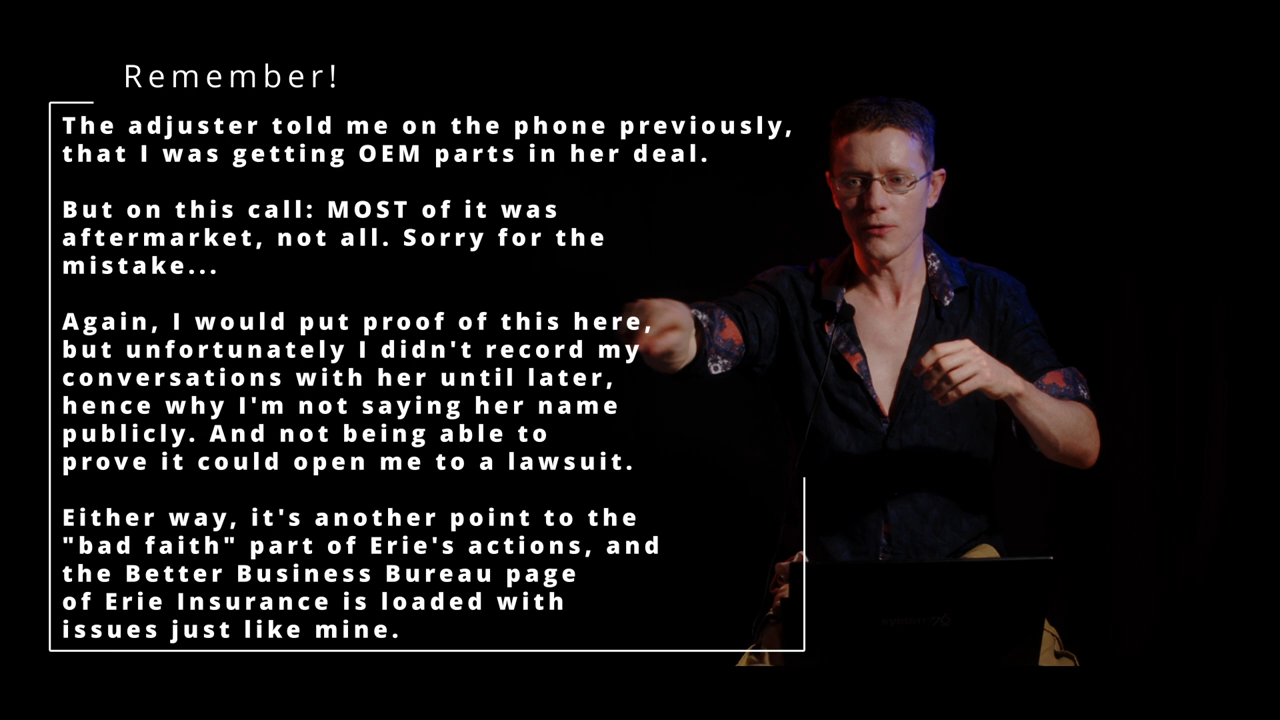 Remember!
The adjuster told me on the phone previously,
that I was getting OEM parts in her deal.
But on this call: MOST of it was
aftermarket, not all. Sorry for the
mistake...
Again, I would put proof of this here,
but unfortunately I didn't record my
conversations with her until later,
hence why I'm not saying her name
publicly. And not being able to
prove it could open me to a lawsuit.
Either way, it's another point to the
"bad faith" part of Erie's actions, and
the Better Business Bureau page
of Erie Insurance is loaded with
issues just like mine.